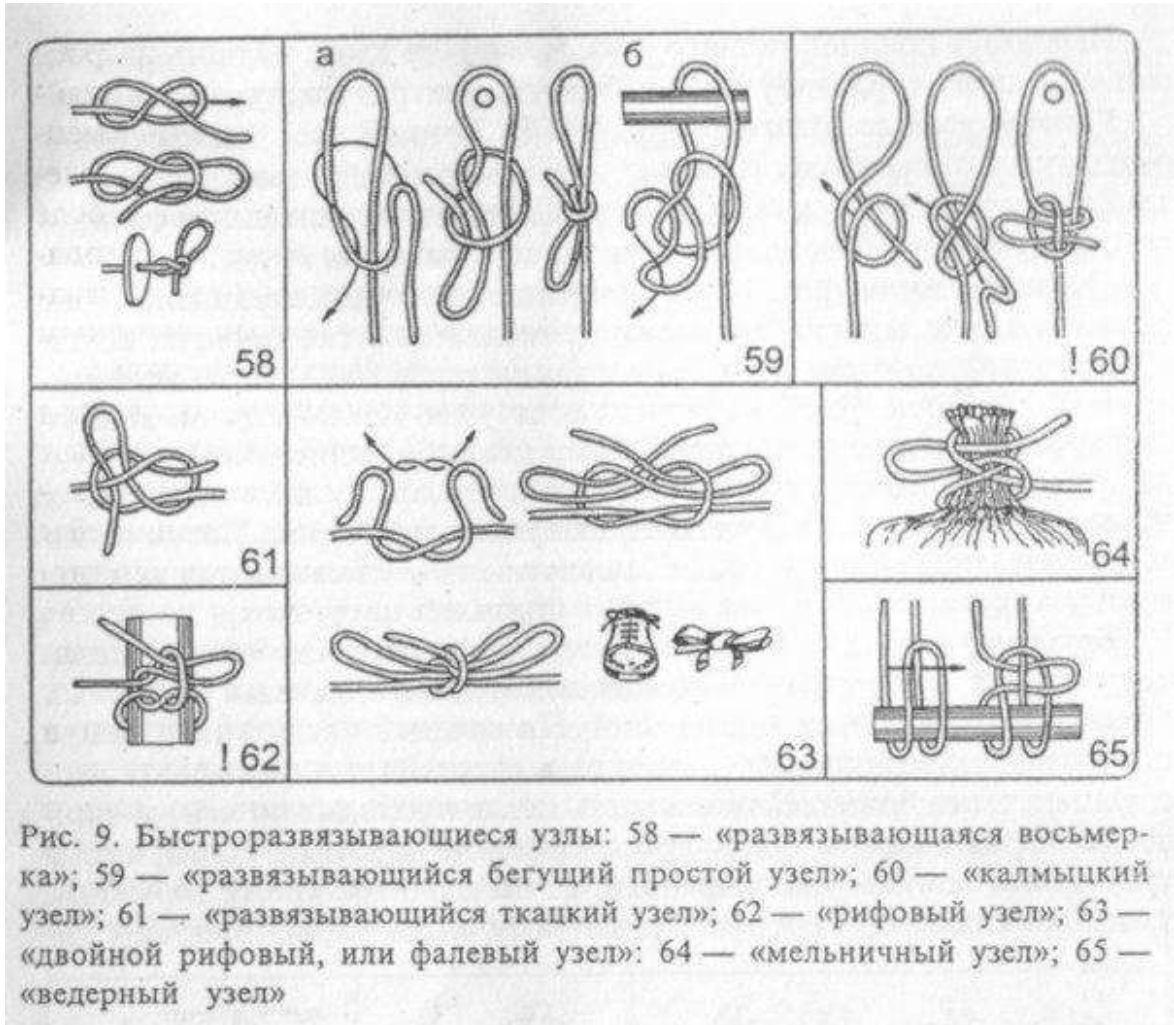 а
б
58
59
! 60
61
64
! 62
63
65
Рис. 9. Быстроразвязывающиеся узлы: 58 — «развязывающаяся восьмер-
ка»; 59 — «развязывающийся бегущий простой узел»; 60 — «калмыцкий
узел»; 61 — «развязывающийся ткацкий узел»; 62 — «рифовый узел»; 63 —
«двойной рифовый, или фалевый узел»: 64 — «мельничный узел»; 65 —
«ведерный узел»